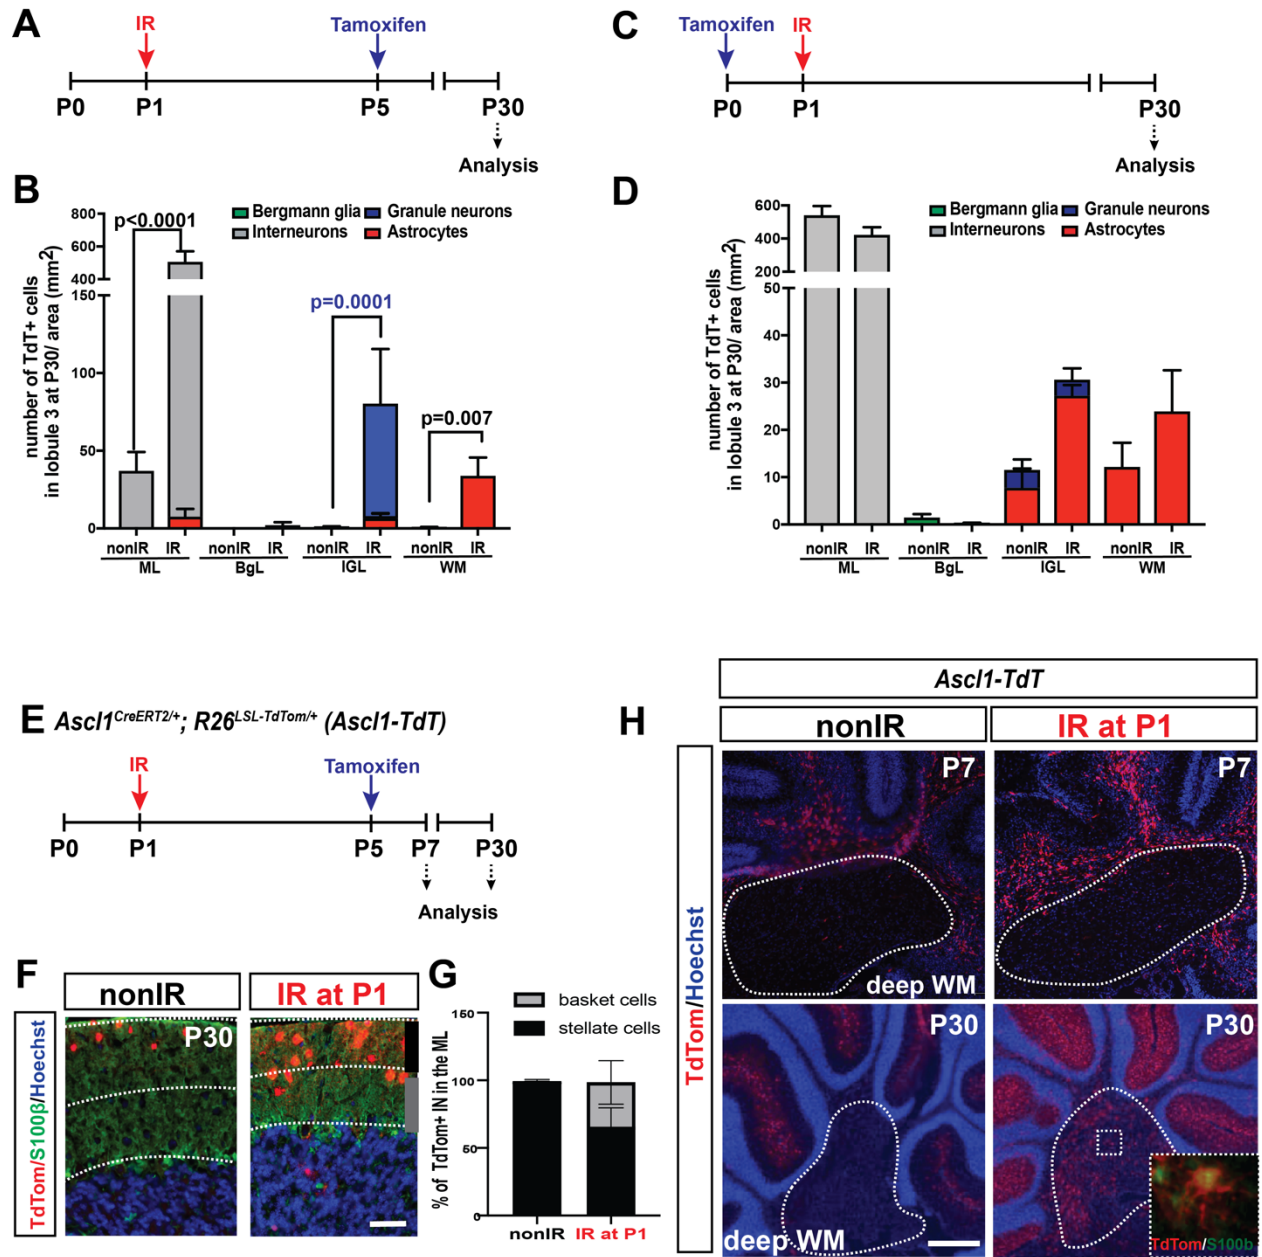 A
IR
Tamoxifen
P0 P1 P5 P30
Analysis
B
number of TdT+ cells
in lobule 3 at P30/ area (mm2)
Bergmann glia Granule neurons
Interneurons Astrocytes
p<0.0001
p=0.0001
p=0.007
800
600
400
150
100
50
0
nonIR IR nonIR IR nonIR IR nonIR IR
ML BgL IGL WM
C
Tamoxifen IR
P0 P1 P30
Analysis
D
number of TdT+ cells
in lobule 3 at P30/ area (mm2)
Bergmann glia Granule neurons
Interneurons Astrocytes
600
400
200
50
40
30
20
10
0
nonIR IR nonIR IR nonIR IR nonIR IR
ML BgL IGL WM
E Ascl1CreERT2/+; R26LSL-TdTom/+ (Ascl1-TdT)
IR
Tamoxifen
P0 P1 P5 P7 P30
Analysis
F
nonIR IR at P1
TdTom/S100β/Hoechst
P30
G
basket cells
stellate cells
% of TdTom+ IN in the ML
150
100
50
0
nonIR IR at P1
H
Ascl1-TdT
nonIR IR at P1
TdTom/Hoechst
P7 P7
deep WM
P30 P30
deep WM
TdTom/S100b